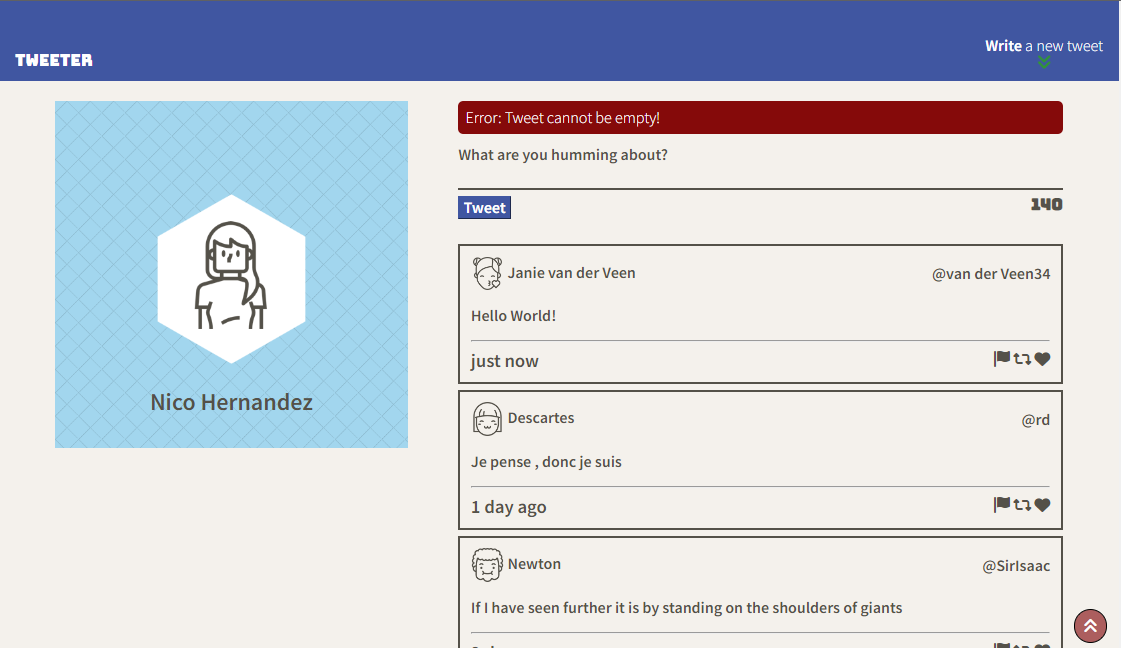 TWEETER
Write a new tweet
Nico Hernandez
Error: Tweet cannot be empty!
What are you humming about?
Tweet
140
Janie van der Veen
@van der Veen34
Hello World!
just now
Descartes
@rd
Je pense , donc je suis
1 day ago
Newton
@SirIsaac
If I have seen further it is by standing on the shoulders of giants